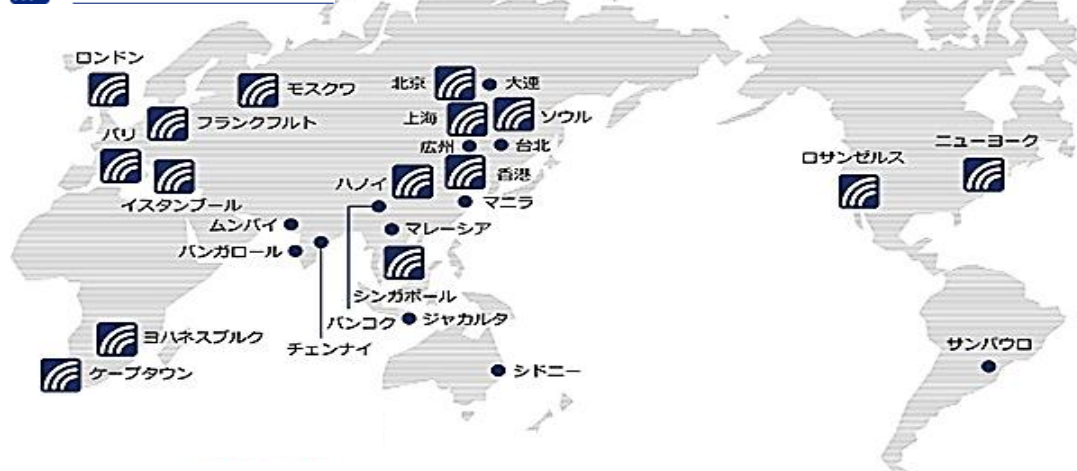 ロンドン
モスクワ
北京
大連
フランクフルト
上海
ソウル
パリ
広州
台北
ロサンゼルス
ニューヨーク
ハノイ
香港
イスタンブール
マニラ
ムンバイ
マレーシア
バンガロール
シンガポール
バンコク
ジャカルタ
チェンナイ
ヨハネスブルク
サンパウロ
ケープタウン
シドニー